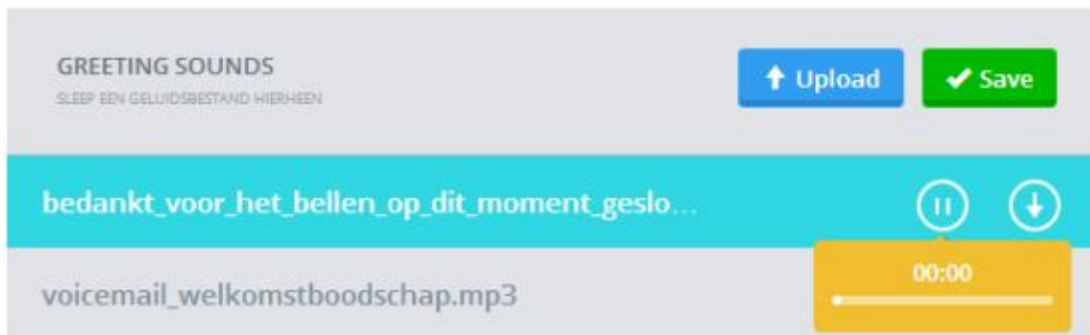 GREETING SOUNDS
SLEEP EEN GELUIDSBESTAND HIERHEEN
Upload
Save
bedankt_voor_het_bellen_op_dit_moment_geslo...
00:00
voicemail_welkomstboodschap.mp3